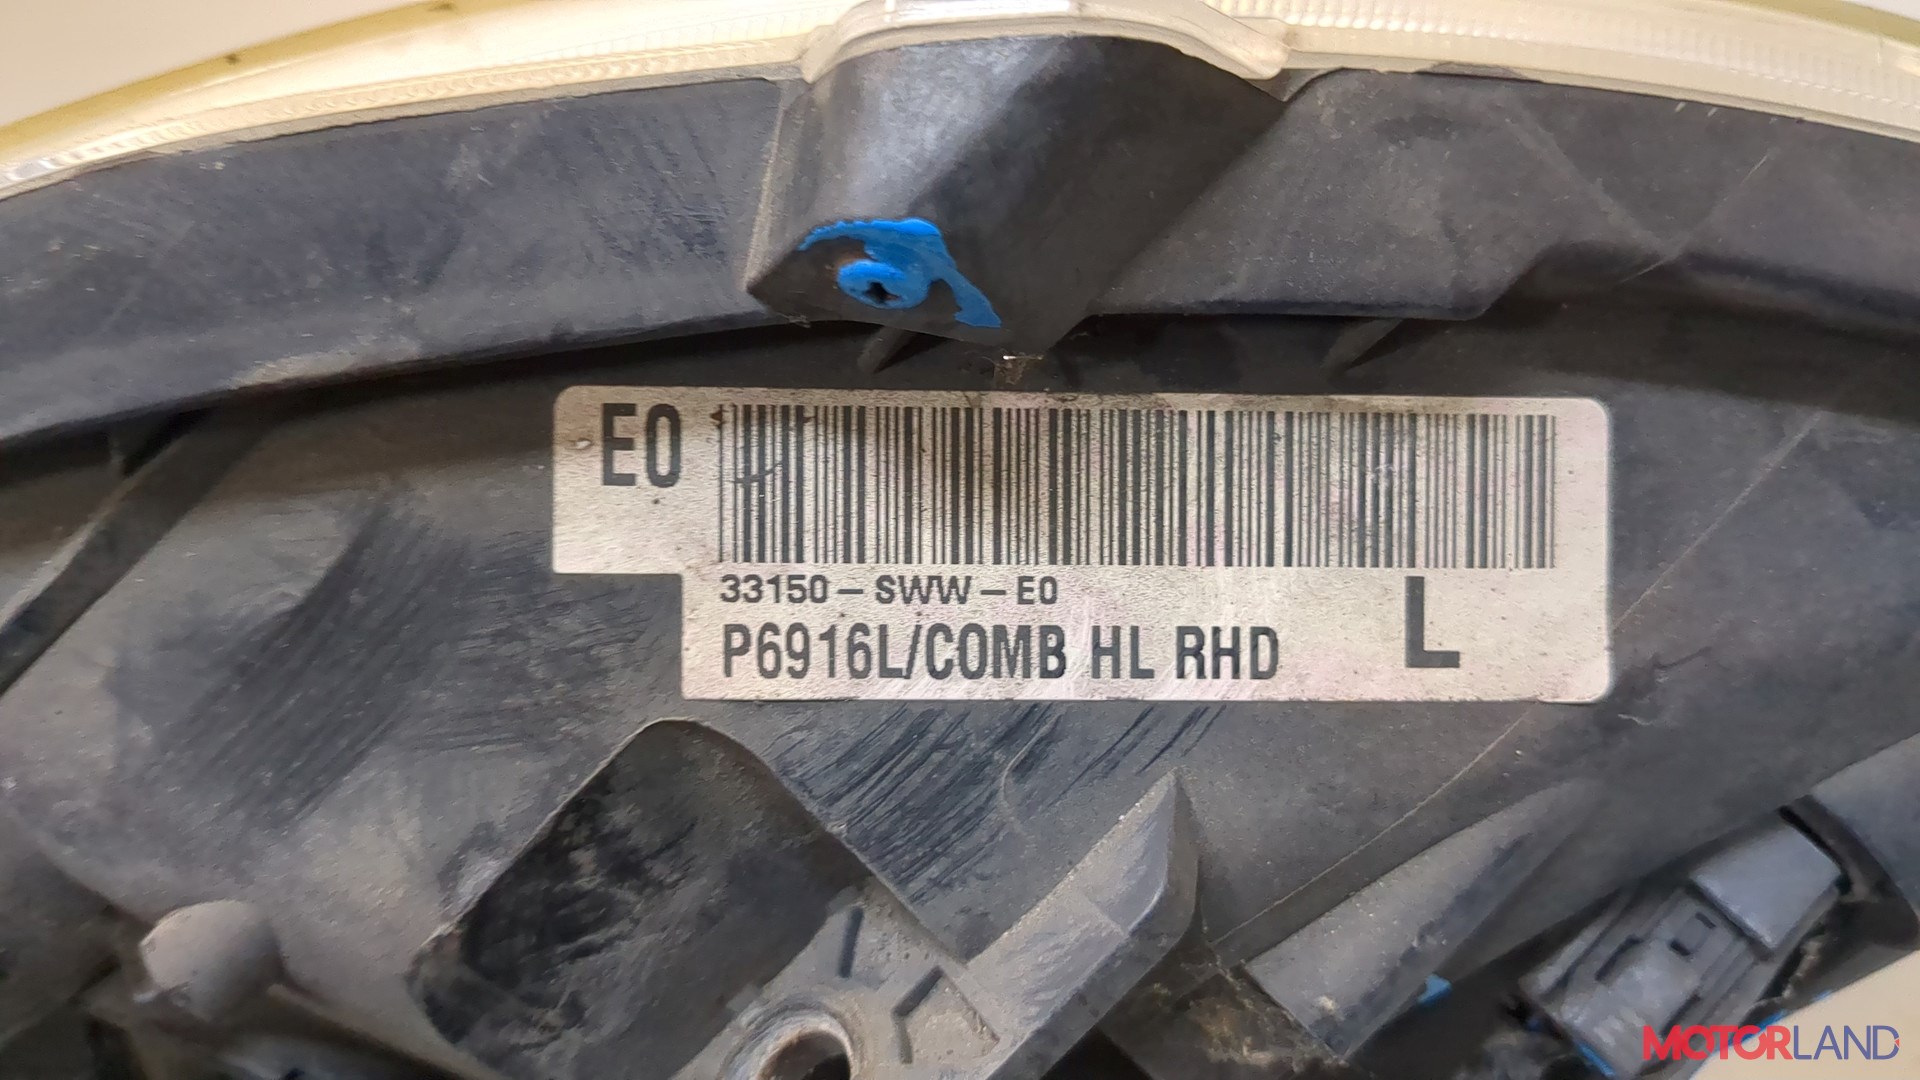 E0
33150-SWW-E0
P6916L/COMB HL RHD
L
MOTORLAND